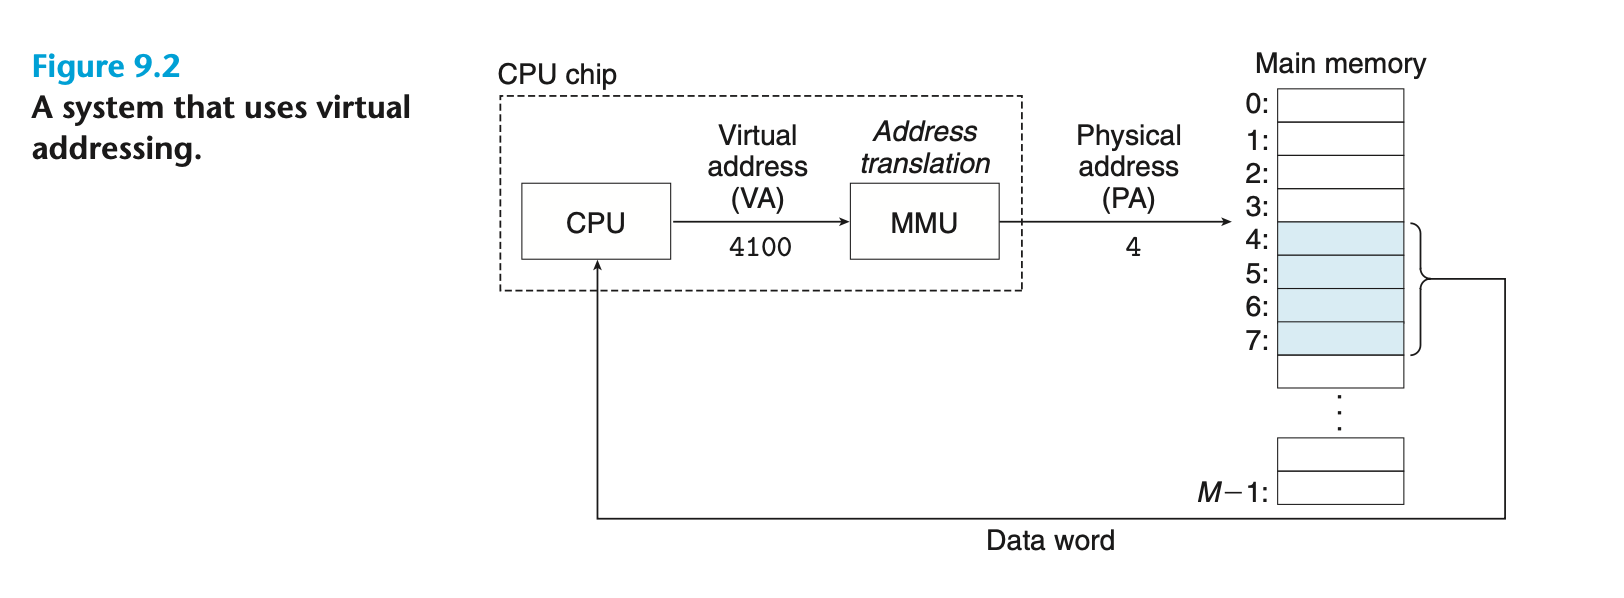 Figure 9.2
A system that uses virtual
addressing.
CPU chip
Main memory
Virtual
address
(VA)
Address
translation
Physical
address
(PA)
CPU
MMU
4100
4
0:
1:
2:
3:
4:
5:
6:
7:
M−1:
Data word